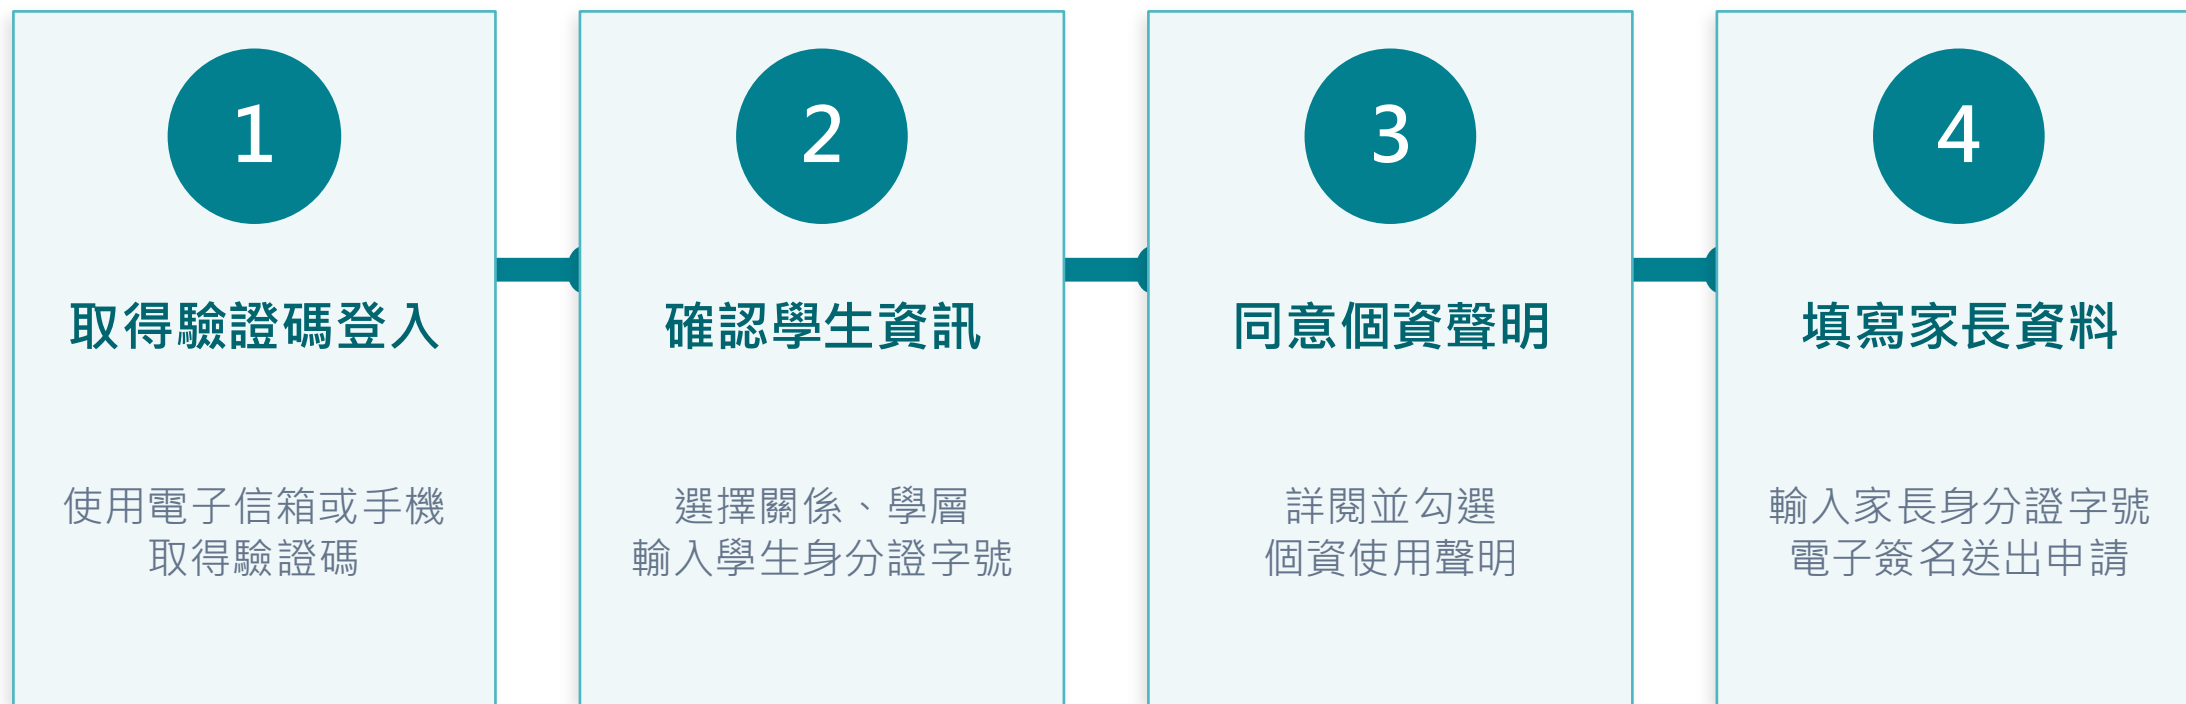 1
取得驗證碼登入
使用電子信箱或手機
取得驗證碼
2
確認學生資訊
選擇關係、學層
輸入學生身分證字號
3
同意個資聲明
詳閱並勾選
個資使用聲明
4
填寫家長資料
輸入家長身分證字號
電子簽名送出申請